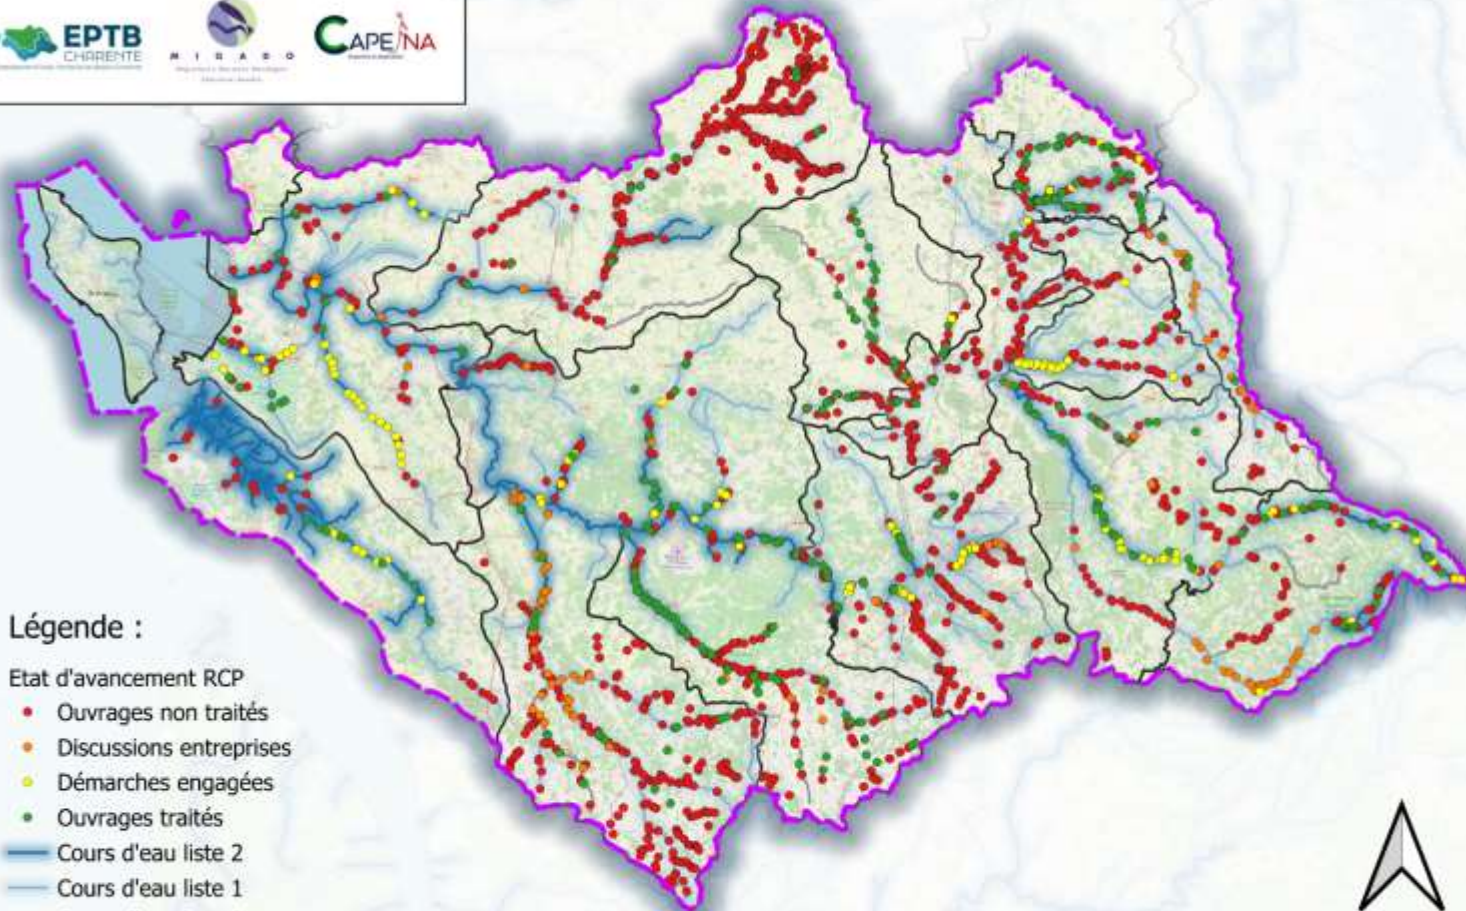 EPTB
CHARENTE
MIGADO
CAPENA
Légende :
Etat d'avancement RCP
Ouvrages non traités
Discussions entreprises
Démarches engagées
Ouvrages traités
Cours d'eau liste 2
Cours d'eau liste 1